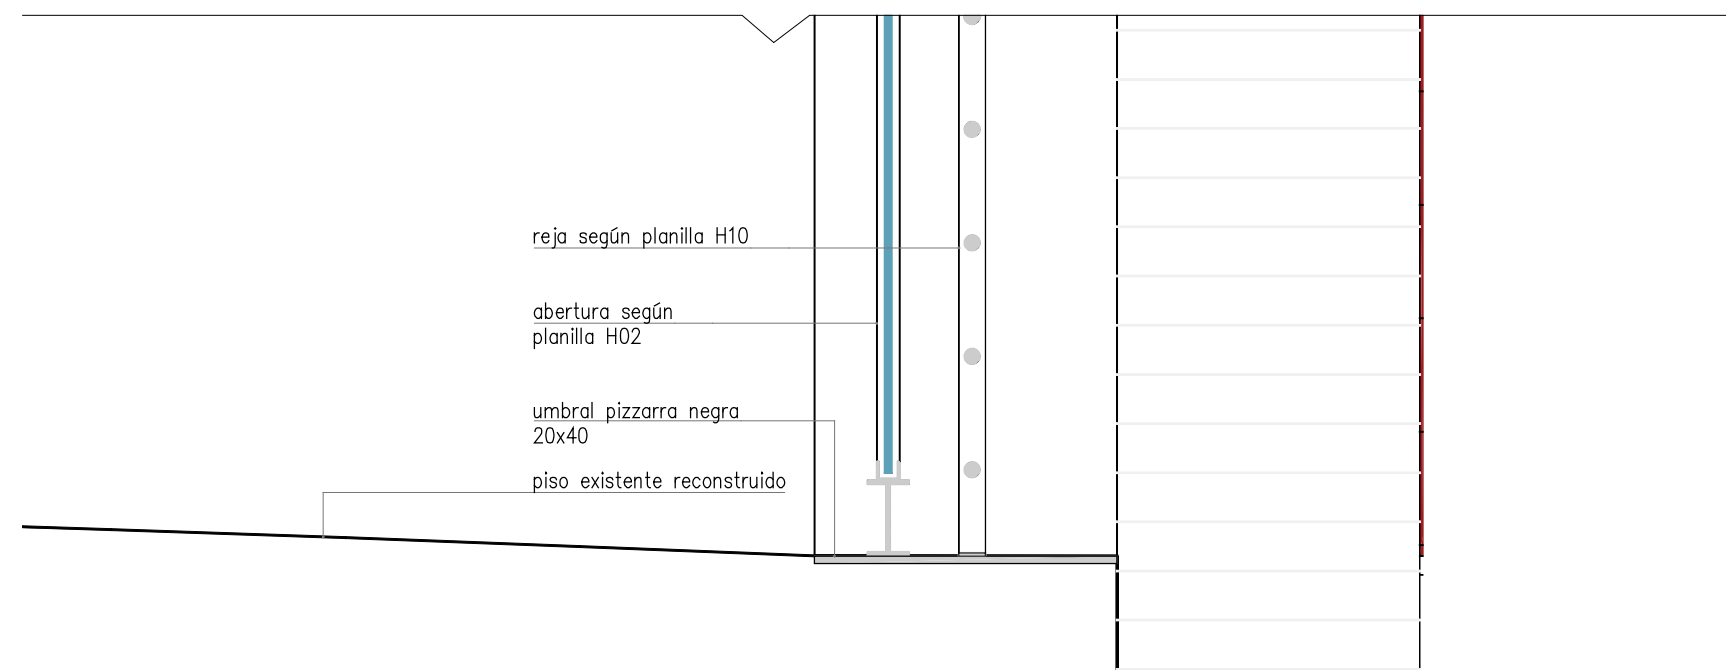 reja según planilla H10
abertura según
planilla H02
umbral pizzarra negra
20x40
piso existente reconstruido